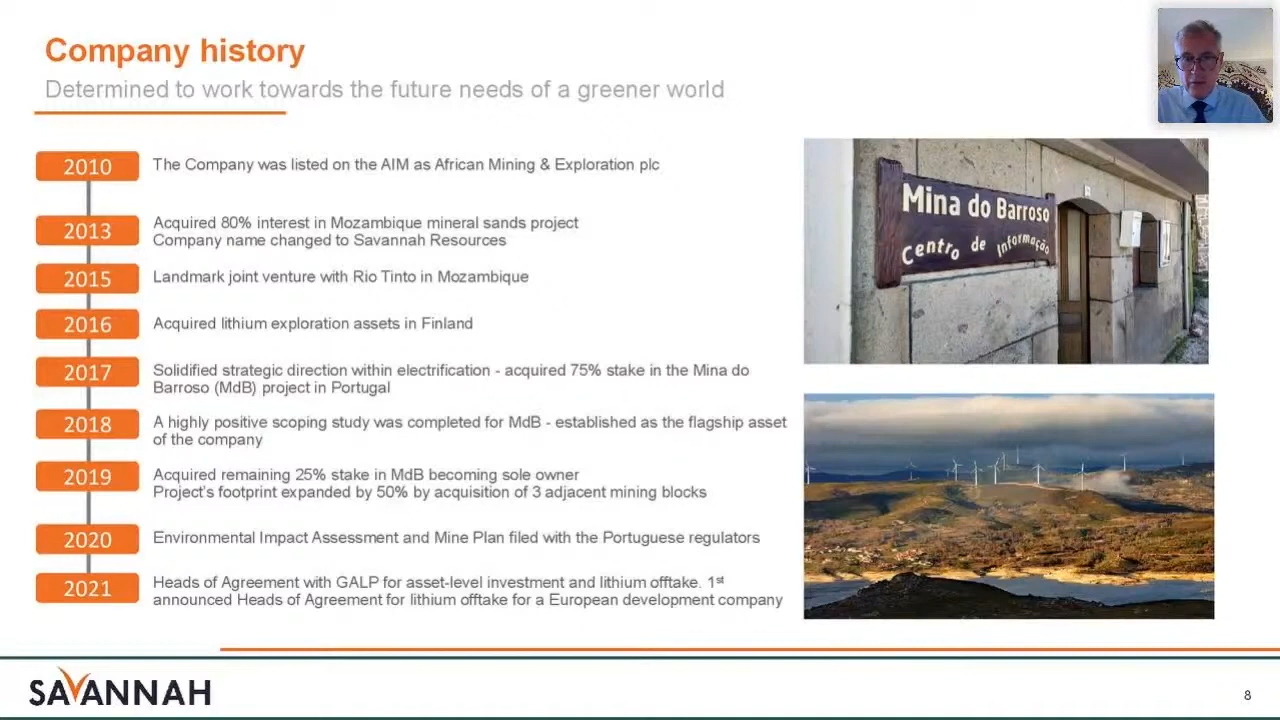 Company history
Determined to work towards the future needs of a greener world
2010
The Company was listed on the AIM as African Mining & Exploration plc
2013
Acquired 80% interest in Mozambique mineral sands project
Company name changed to Savannah Resources
2015
Landmark joint venture with Rio Tinto in Mozambique
2016
Acquired lithium exploration assets in Finland
2017
Solidified strategic direction within electrification - acquired 75% stake in the Mina do
Barroso (MdB) project in Portugal
2018
A highly positive scoping study was completed for MdB - established as the flagship asset
of the company
2019
Acquired remaining 25% stake in MdB becoming sole owner
Project's footprint expanded by 50% by acquisition of 3 adjacent mining blocks
2020
Environmental Impact Assessment and Mine Plan filed with the Portuguese regulators
2021
Heads of Agreement with GALP for asset-level investment and lithium offtake. 1st
announced Heads of Agreement for lithium offtake for a European development company
Mina do Barroso
Centro de Informação
SAVANNAH
8